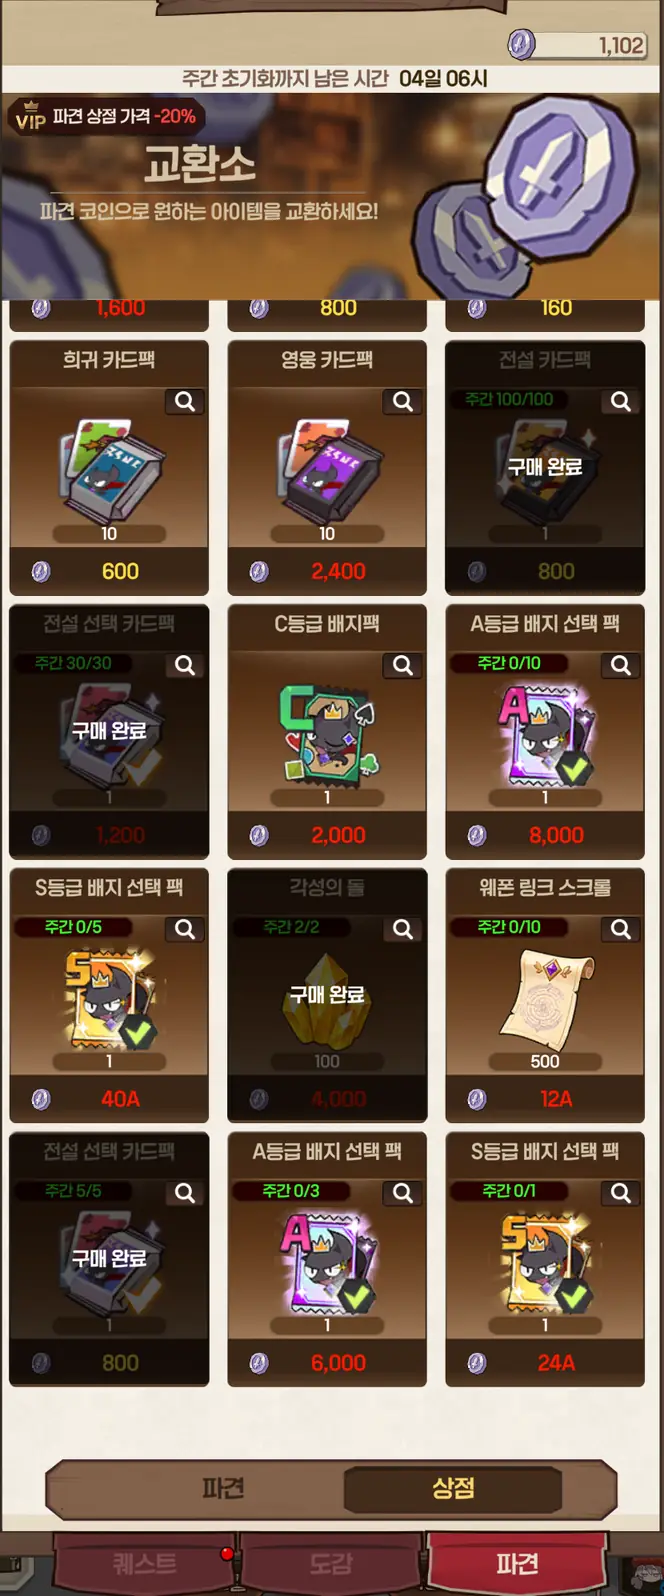 1,102
주간 초기화까지 남은 시간 04일 06시
VIP 파견 상점 가격 -20%
교환소
파견 코인으로 원하는 아이템을 교환하세요!
1,600 800 160
희귀 카드팩 영웅 카드팩 전설 카드팩
주간 100/100
구매 완료
10 10 1
600 2,400 800
전설 선택 카드팩 C등급 배지팩 A등급 배지 선택 팩
주간 30/30 주간 0/10
C A
구매 완료
1 1 1
1,200 2,000 8,000
S등급 배지 선택 팩 각성의 돌 웨폰 링크 스크롤
주간 0/5 주간 2/2 주간 0/10
S
구매 완료
1 100 500
40A 4,000 12A
전설 선택 카드팩 A등급 배지 선택 팩 S등급 배지 선택 팩
주간 5/5 주간 0/3 주간 0/1
A S
구매 완료
1 1 1
800 6,000 24A
파견 상점
퀘스트 도감 파견